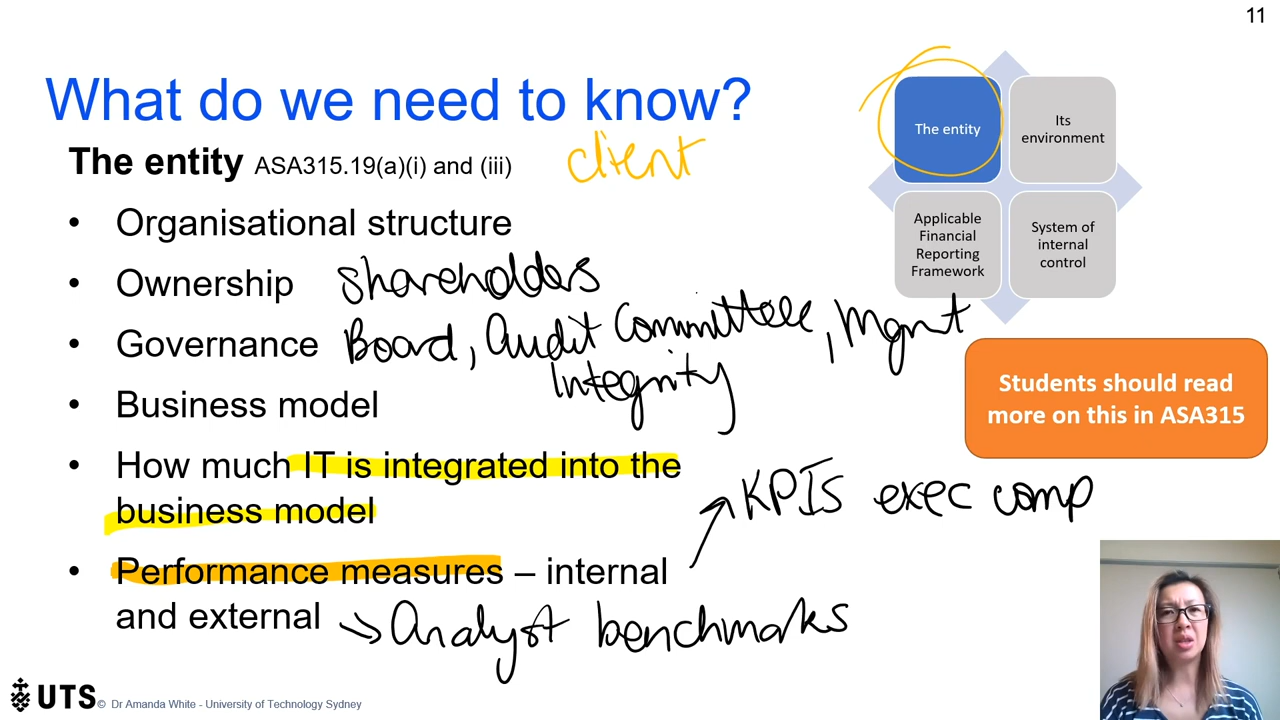 11
What do we need to know?
The entity ASA315.19(a)(i) and (iii)
client
• Organisational structure
• Ownership shareholders
• Governance Board, Audit Committee, Mgmt
Integrity
• Business model
• How much IT is integrated into the
business model
• Performance measures – internal
and external
KPIs exec comp
Analyst benchmarks
The entity
Its
environment
Applicable
Financial
Reporting
Framework
System of
internal
control
Students should read
more on this in ASA315
UTS
© Dr Amanda White - University of Technology Sydney